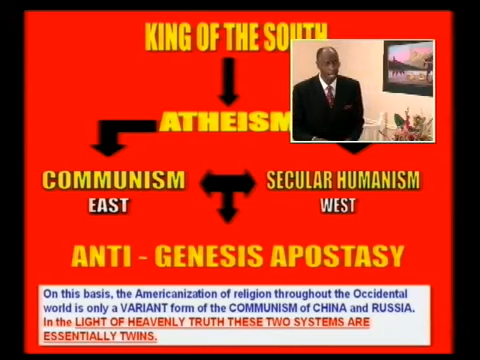 KING OF THE SOUTH
ATHEISM
COMMUNISM
SECULAR HUMANISM
EAST
WEST
ANTI - GENESIS APOSTASY
On this basis, the Americanization of religion throughout the Occidental
world is only a VARIANT form of the COMMUNISM of CHINA and RUSSIA.
In the LIGHT OF HEAVENLY TRUTH THESE TWO SYSTEMS ARE
ESSENTIALLY TWINS.